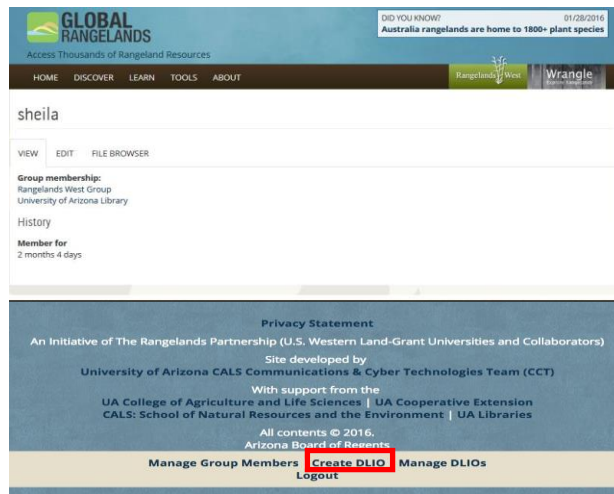 GLOBAL
RANGELANDS
Access Thousands of Rangeland Resources
DID YOU KNOW? 01/28/2016
Australia rangelands are home to 1800+ plant species
HOME DISCOVER LEARN TOOLS ABOUT
Rangelands West
Wrangle
sheila
VIEW EDIT FILE BROWSER
Group membership:
Rangelands West Group
University of Arizona Library
History
Member for
2 months 4 days
Privacy Statement
An Initiative of The Rangelands Partnership (U.S. Western Land-Grant Universities and Collaborators)
Site developed by
University of Arizona CALS Communications & Cyber Technologies Team (CCT)
With support from the
UA College of Agriculture and Life Sciences | UA Cooperative Extension
CALS: School of Natural Resources and the Environment | UA Libraries
All contents © 2016.
Arizona Board of Regents
Manage Group Members Create DLIO Manage DLIOs
Logout